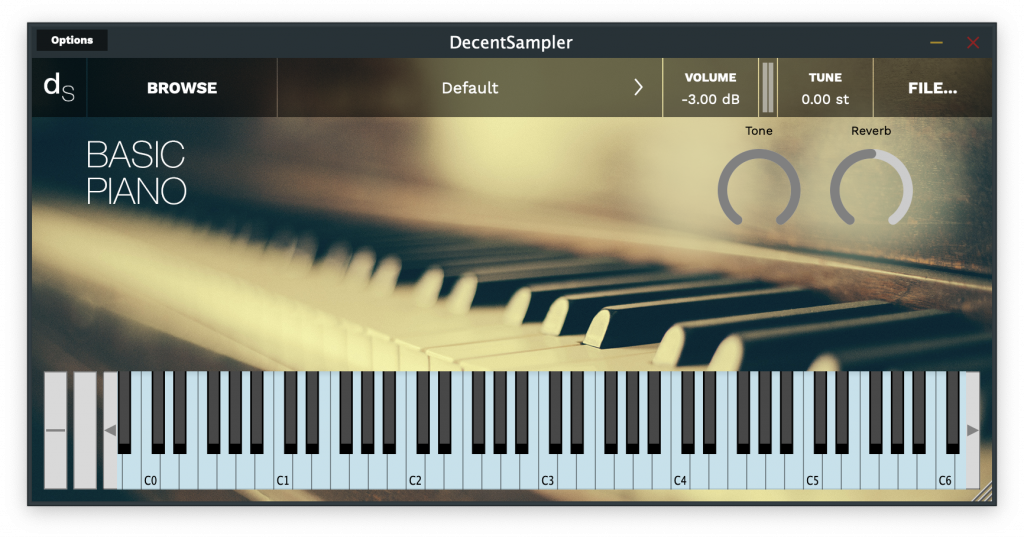 Options
DecentSampler
ds
BROWSE
Default
VOLUME
-3.00 dB
TUNE
0.00 st
FILE...
Tone
Reverb
BASIC
PIANO
C0
C1
C2
C3
C4
C5
C6